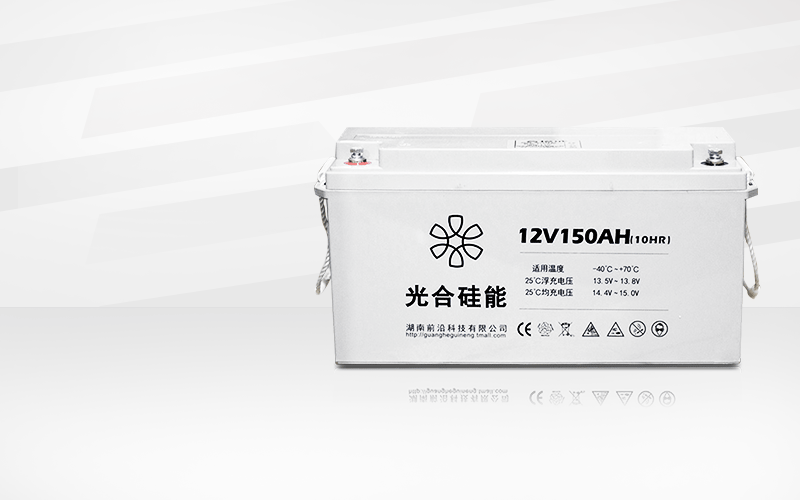 12V150AH(10HR)
适用温度 -40℃~+70℃
25℃浮充电压 13.5V~13.8V
25℃均充电压 14.4V~15.0V
光合硅能
湖南前沿科技有限公司
http://guangheguineng.tmall.com